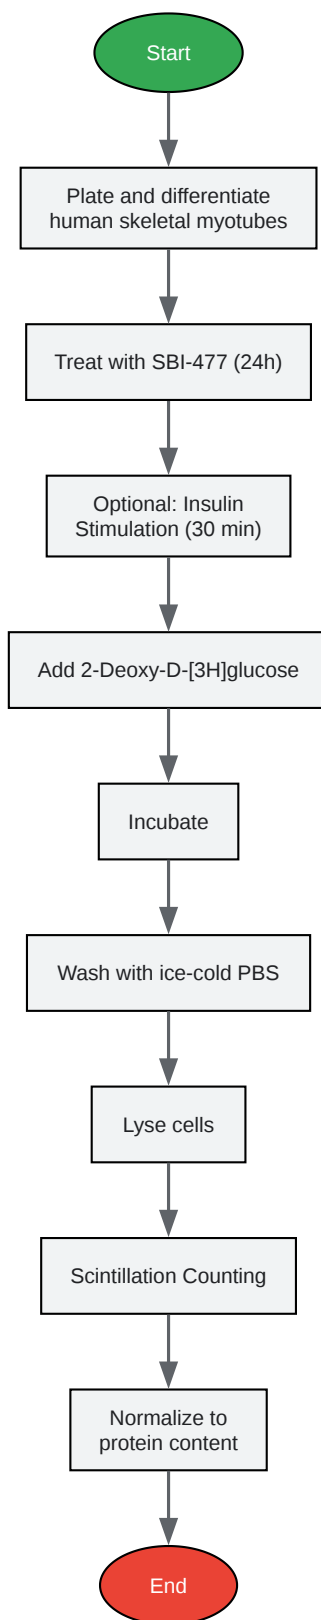 Start
Plate and differentiate
human skeletal myotubes
Treat with SBI-477 (24h)
Optional: Insulin
Stimulation (30 min)
Add 2-Deoxy-D-[3H]glucose
Incubate
Wash with ice-cold PBS
Lyse cells
Scintillation Counting
Normalize to
protein content
End